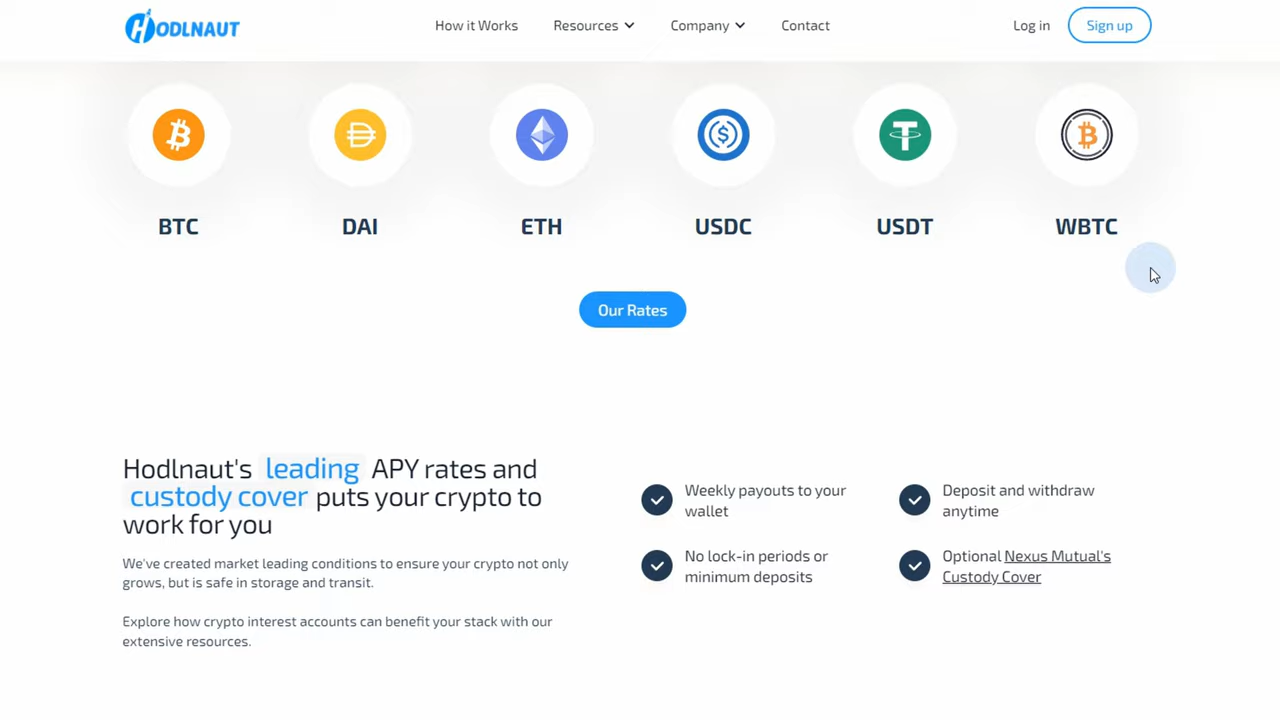 HODLNAUT
How it Works
Resources
Company
Contact
Log in
Sign up
BTC
DAI
ETH
USDC
USDT
WBTC
Our Rates
Hodlnaut's leading APY rates and
custody cover puts your crypto to
work for you
We've created market leading conditions to ensure your crypto not only
grows, but is safe in storage and transit.
Explore how crypto interest accounts can benefit your stack with our
extensive resources.
Weekly payouts to your
wallet
Deposit and withdraw
anytime
No lock-in periods or
minimum deposits
Optional Nexus Mutual's
Custody Cover